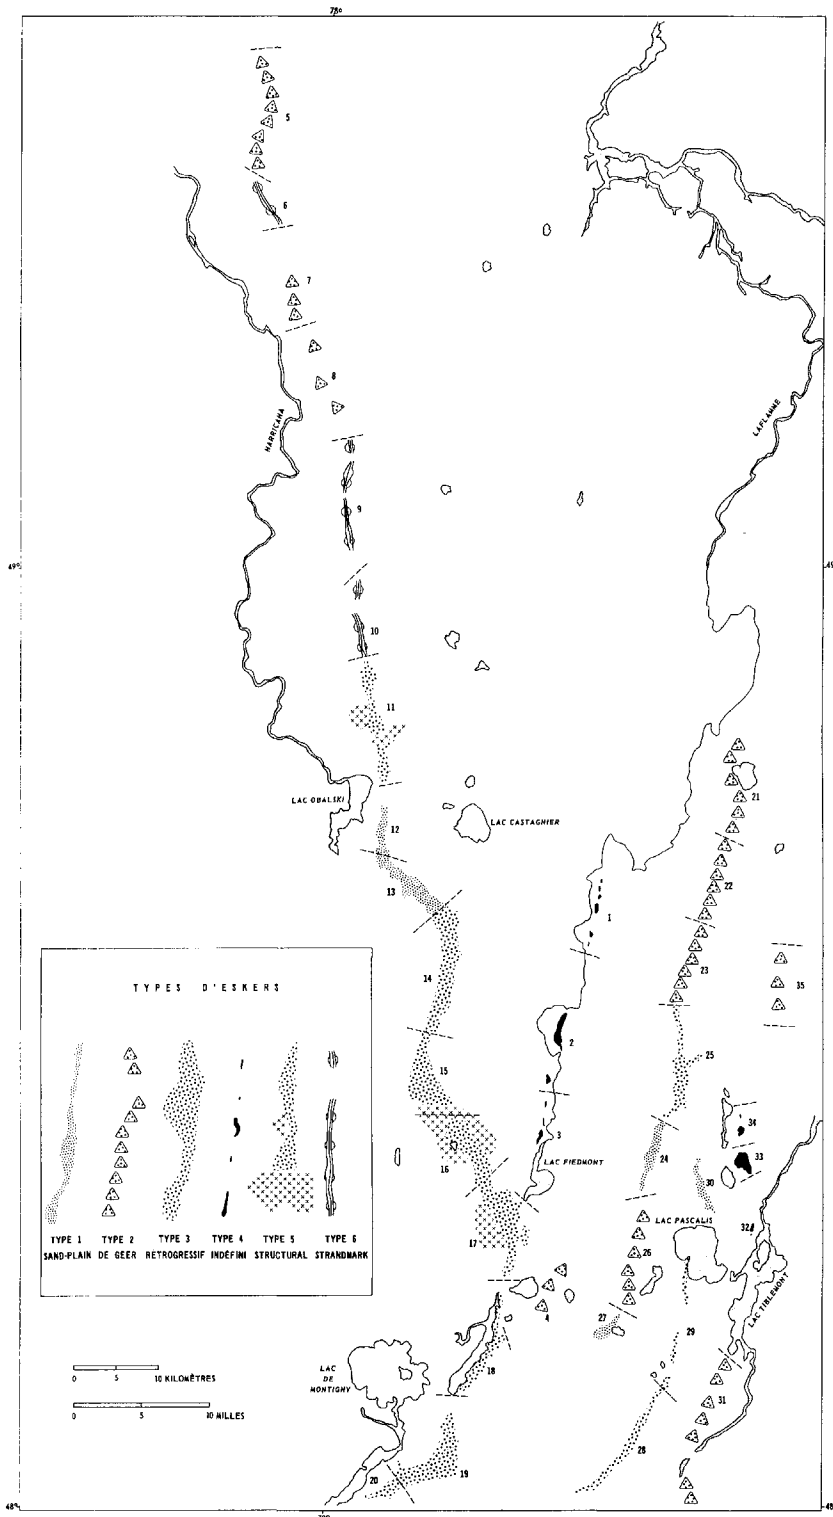 78°
5
6
7
8
HARRICANA
LAFLAMME
9
49°
49
10
11
LAC OBALSKI
12
LAC CASTAGNIER
21
13
22
1
14
23
35
TYPES D'ESKERS
2
15
25
34
3
16
24
33
LAC PIEDMONT
30
TYPE 1
TYPE 2
TYPE 3
TYPE 4
TYPE 5
TYPE 6
SAND-PLAIN
DE GEER
RETROGRESSIF
INDÉFINI
STRUCTURAL
STRANDMARK
LAC PASCALIS
32
17
26
4
27
LAC TIBLEMONT
29
18
LAC
DE
MONTIGNY
0 5 10 KILOMÈTRES
0 5 10 MILLES
31
28
19
20
48°
48